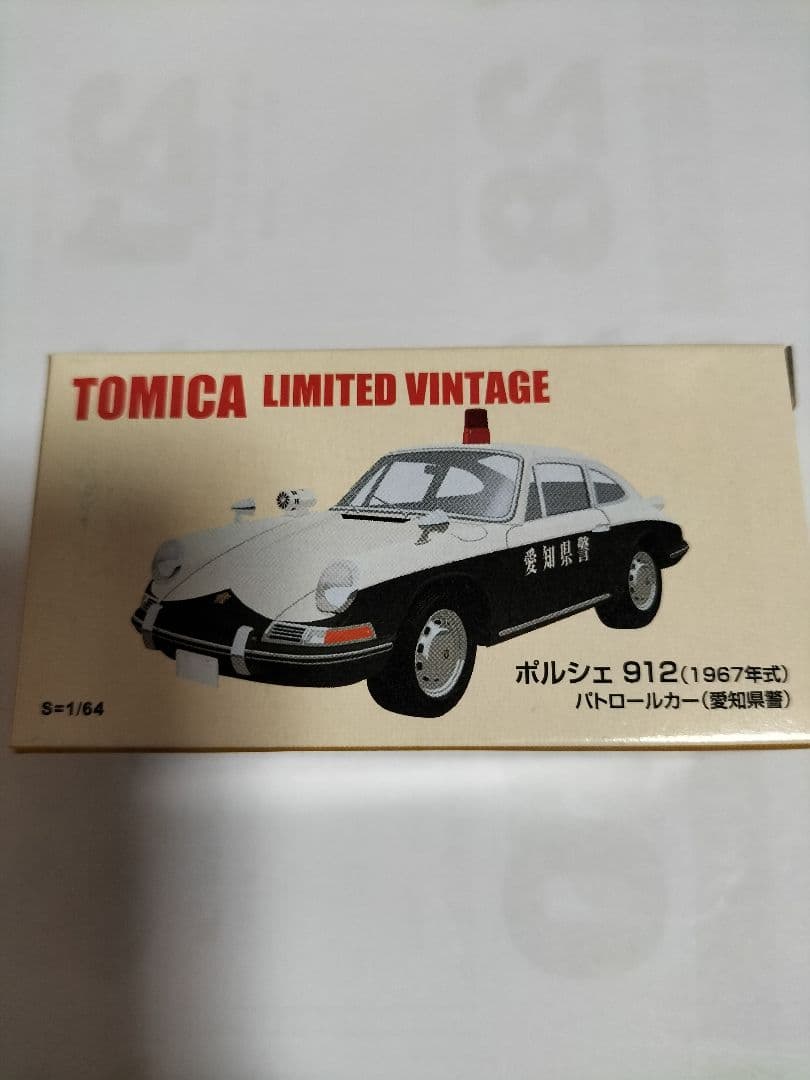 TOMICA LIMITED VINTAGE
愛知県警
ポルシェ 912(1967年式)
パトロールカー(愛知県警)
S=1/64